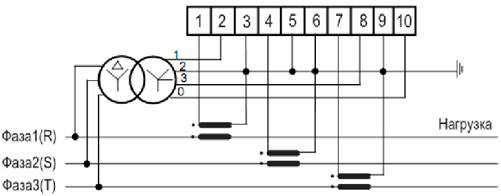 1 2 3 4 5 6 7 8 9 10
1
2
3
0
Фаза1(R)
Нагрузка
Фаза2(S)
Фаза3(T)